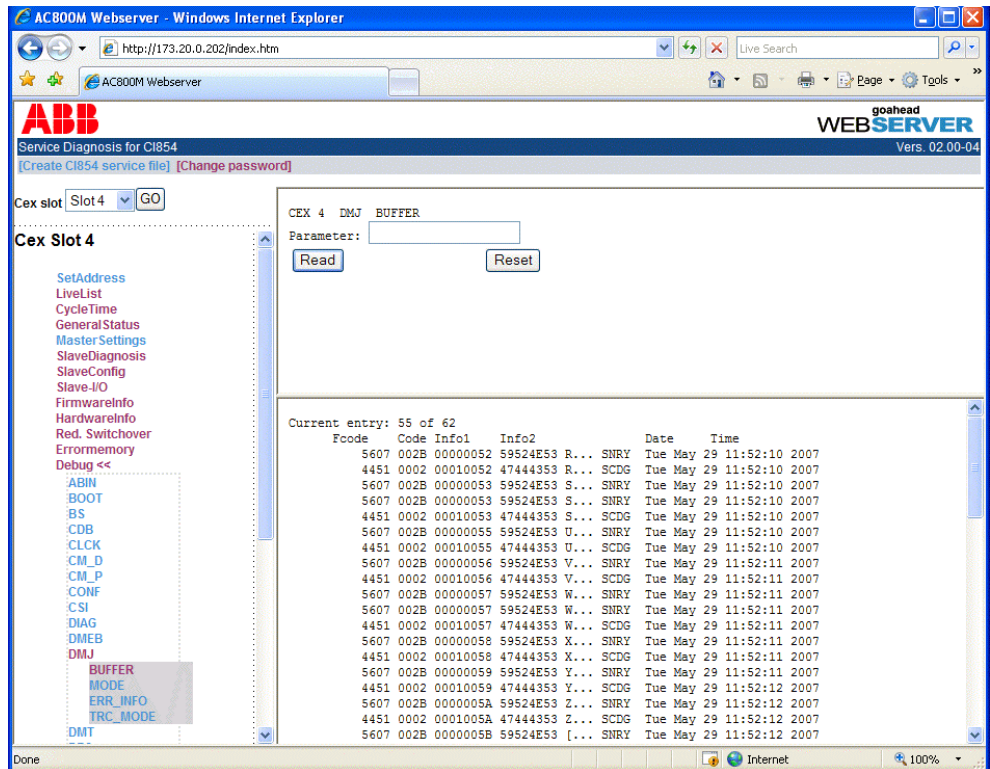 AC800M Webserver - Windows Internet Explorer
http://173.20.0.202/index.htm
Live Search
AC800M Webserver
Page
Tools
ABB
goahead
WEBSERVER
Service Diagnosis for CI854
Vers. 02.00-04
[Create CI854 service file] [Change password]
Cex slot Slot 4 GO
Cex Slot 4
SetAddress
LiveList
CycleTime
GeneralStatus
MasterSettings
SlaveDiagnosis
SlaveConfig
Slave-I/O
FirmwareInfo
HardwareInfo
Red. Switchover
Errormemory
Debug <<
ABIN
BOOT
BS
CDB
CLCK
CM_D
CM_P
CONF
CSI
DIAG
DMEB
DMJ
BUFFER
MODE
ERR_INFO
TRC_MODE
DMT
CEX 4 DMJ BUFFER
Parameter:
Read Reset
Current entry: 55 of 62
Fcode Code Info1 Info2 Date Time
5607 002B 00000052 59524E53 R... SNRY Tue May 29 11:52:10 2007
4451 0002 00010052 47444353 R... SCDG Tue May 29 11:52:10 2007
5607 002B 00000053 59524E53 S... SNRY Tue May 29 11:52:10 2007
5607 002B 00000053 59524E53 S... SNRY Tue May 29 11:52:10 2007
4451 0002 00010053 47444353 S... SCDG Tue May 29 11:52:10 2007
5607 002B 00000055 59524E53 U... SNRY Tue May 29 11:52:10 2007
4451 0002 00010055 47444353 U... SCDG Tue May 29 11:52:10 2007
5607 002B 00000056 59524E53 V... SNRY Tue May 29 11:52:11 2007
4451 0002 00010056 47444353 V... SCDG Tue May 29 11:52:11 2007
5607 002B 00000057 59524E53 W... SNRY Tue May 29 11:52:11 2007
5607 002B 00000057 59524E53 W... SNRY Tue May 29 11:52:11 2007
4451 0002 00010057 47444353 W... SCDG Tue May 29 11:52:11 2007
5607 002B 00000058 59524E53 X... SNRY Tue May 29 11:52:11 2007
4451 0002 00010058 47444353 X... SCDG Tue May 29 11:52:11 2007
5607 002B 00000059 59524E53 Y... SNRY Tue May 29 11:52:11 2007
4451 0002 00010059 47444353 Y... SCDG Tue May 29 11:52:12 2007
5607 002B 0000005A 59524E53 Z... SNRY Tue May 29 11:52:12 2007
4451 0002 0001005A 47444353 Z... SCDG Tue May 29 11:52:12 2007
5607 002B 0000005B 59524E53 [... SNRY Tue May 29 11:52:12 2007
Done
Internet
100%